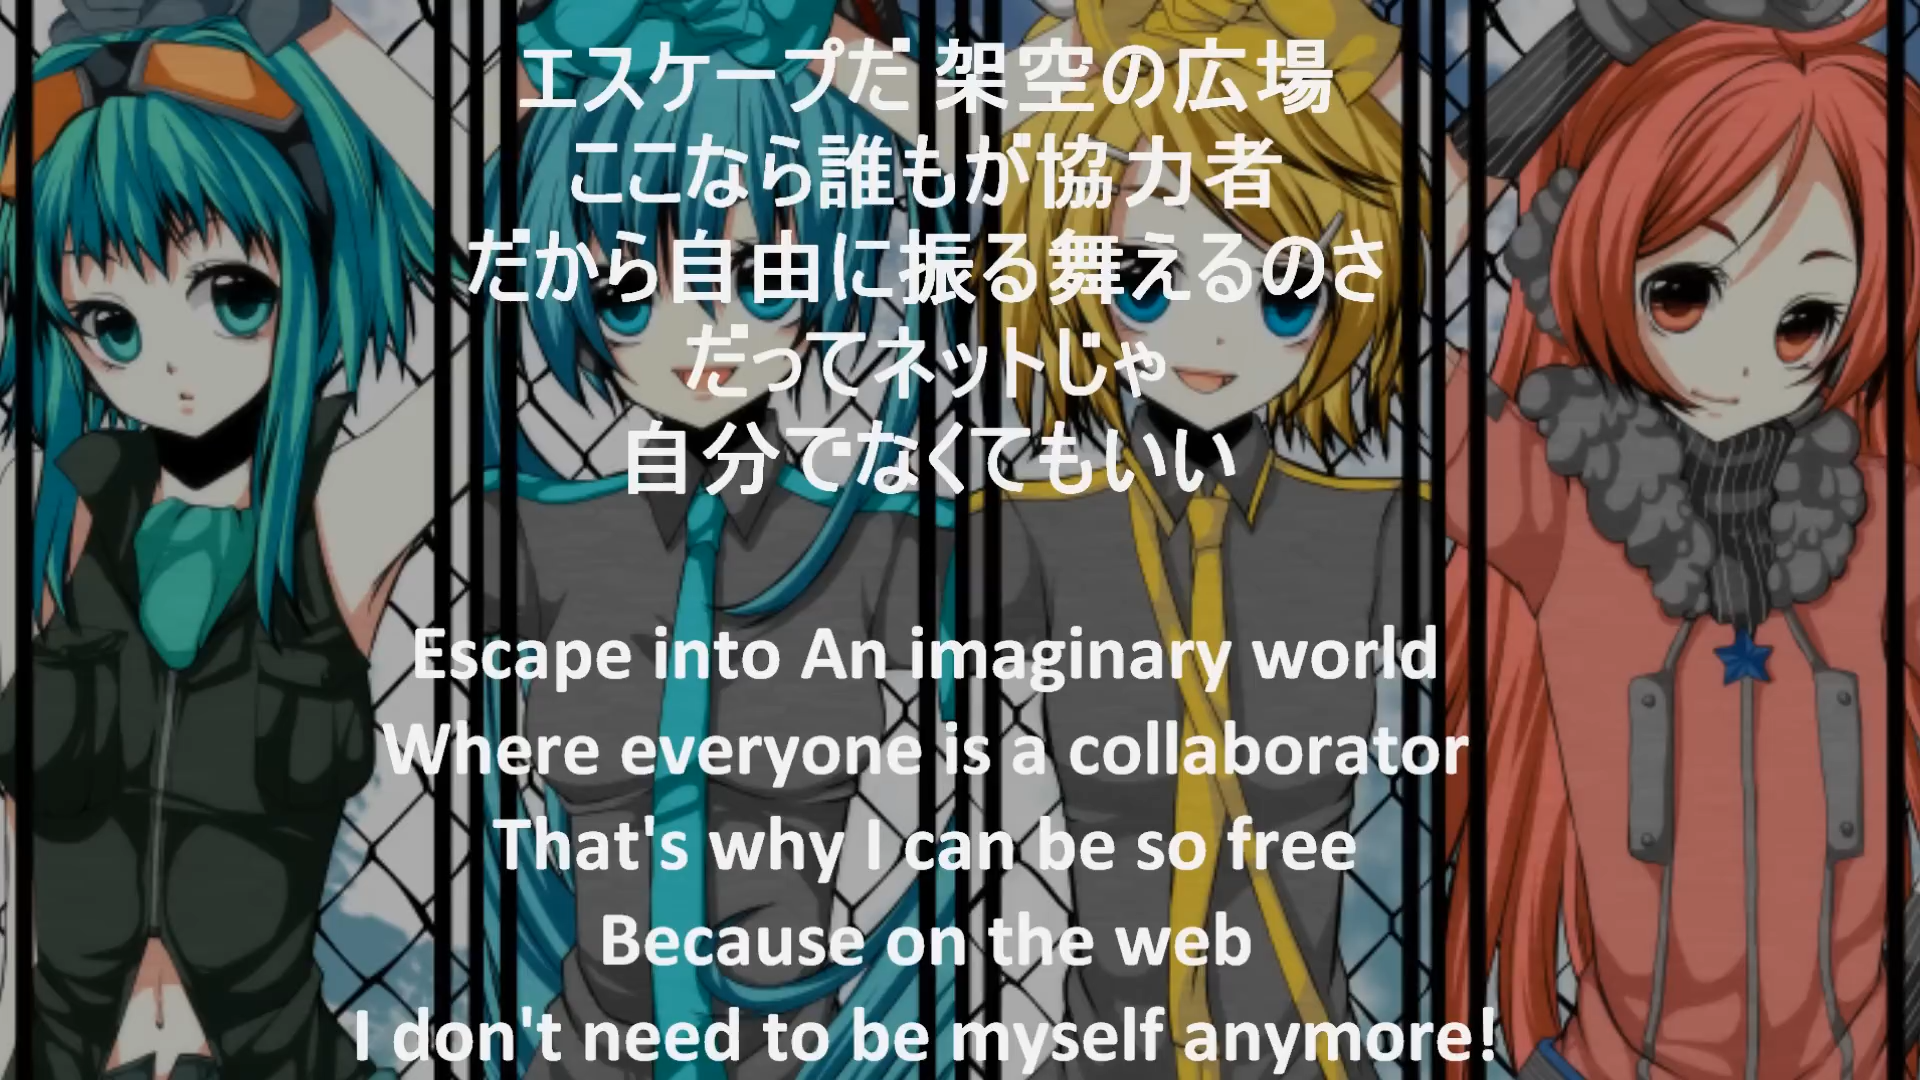 エスケープだ 架空の広場
ここなら誰もが協力者
だから自由に振る舞えるのさ
だってネットじゃ
自分でなくてもいい
Escape into An imaginary world
Where everyone is a collaborator
That's why I can be so free
Because on the web
I don't need to be myself anymore!